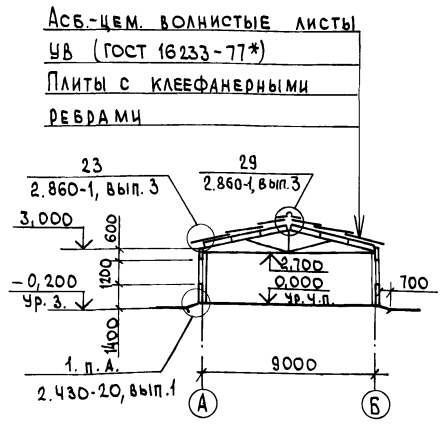 Асб.-цем. волнистые листы
УВ (ГОСТ 16233-77*)
Плиты с клеефанерными
ребрами
23
2.860-1, вып. 3
29
2.860-1, вып. 3
3,000
600
1200
2,700
-0,200
Ур. з.
0,000
Ур. ч.п.
700
1400
1. п. А.
2.430-20, вып. 1
9000
А
Б